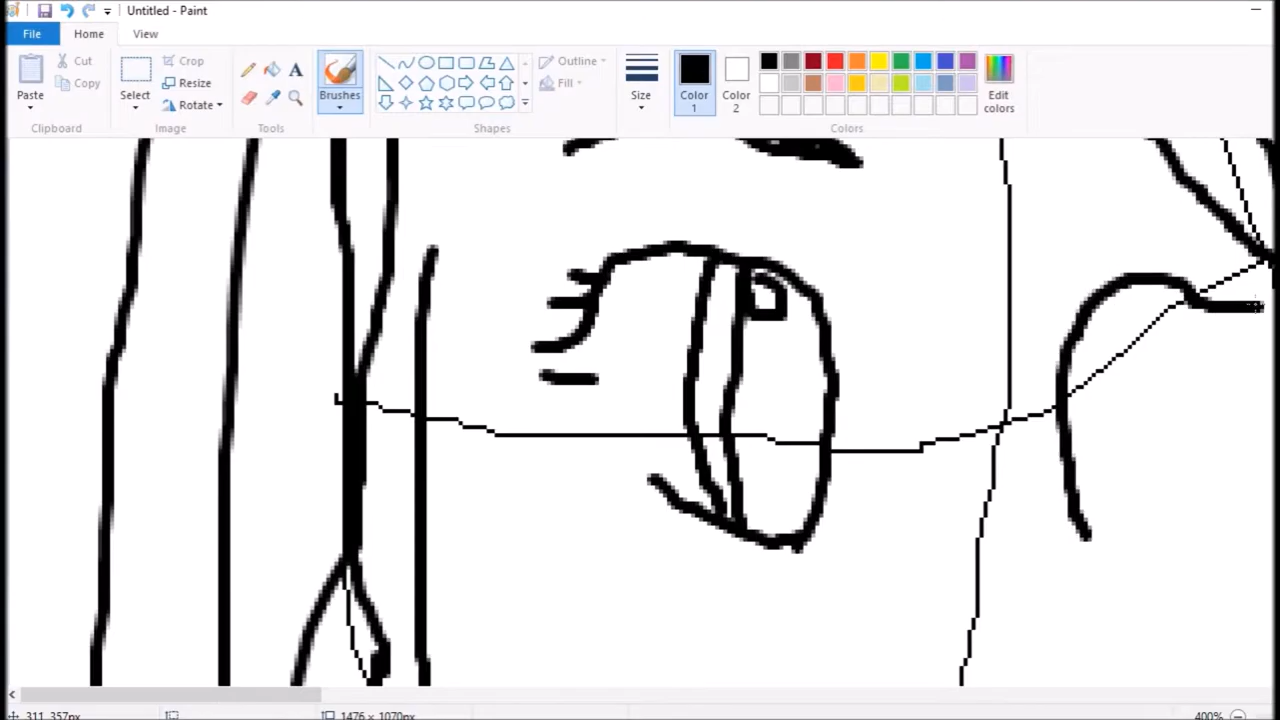 Untitled - Paint
File Home View
Paste Cut Copy Select Resize Rotate A Brushes Outline Fill Size Color 1 Color 2 Edit colors
Clipboard Image Tools Shapes Colors
311, 357px 1476 × 1070px 400%